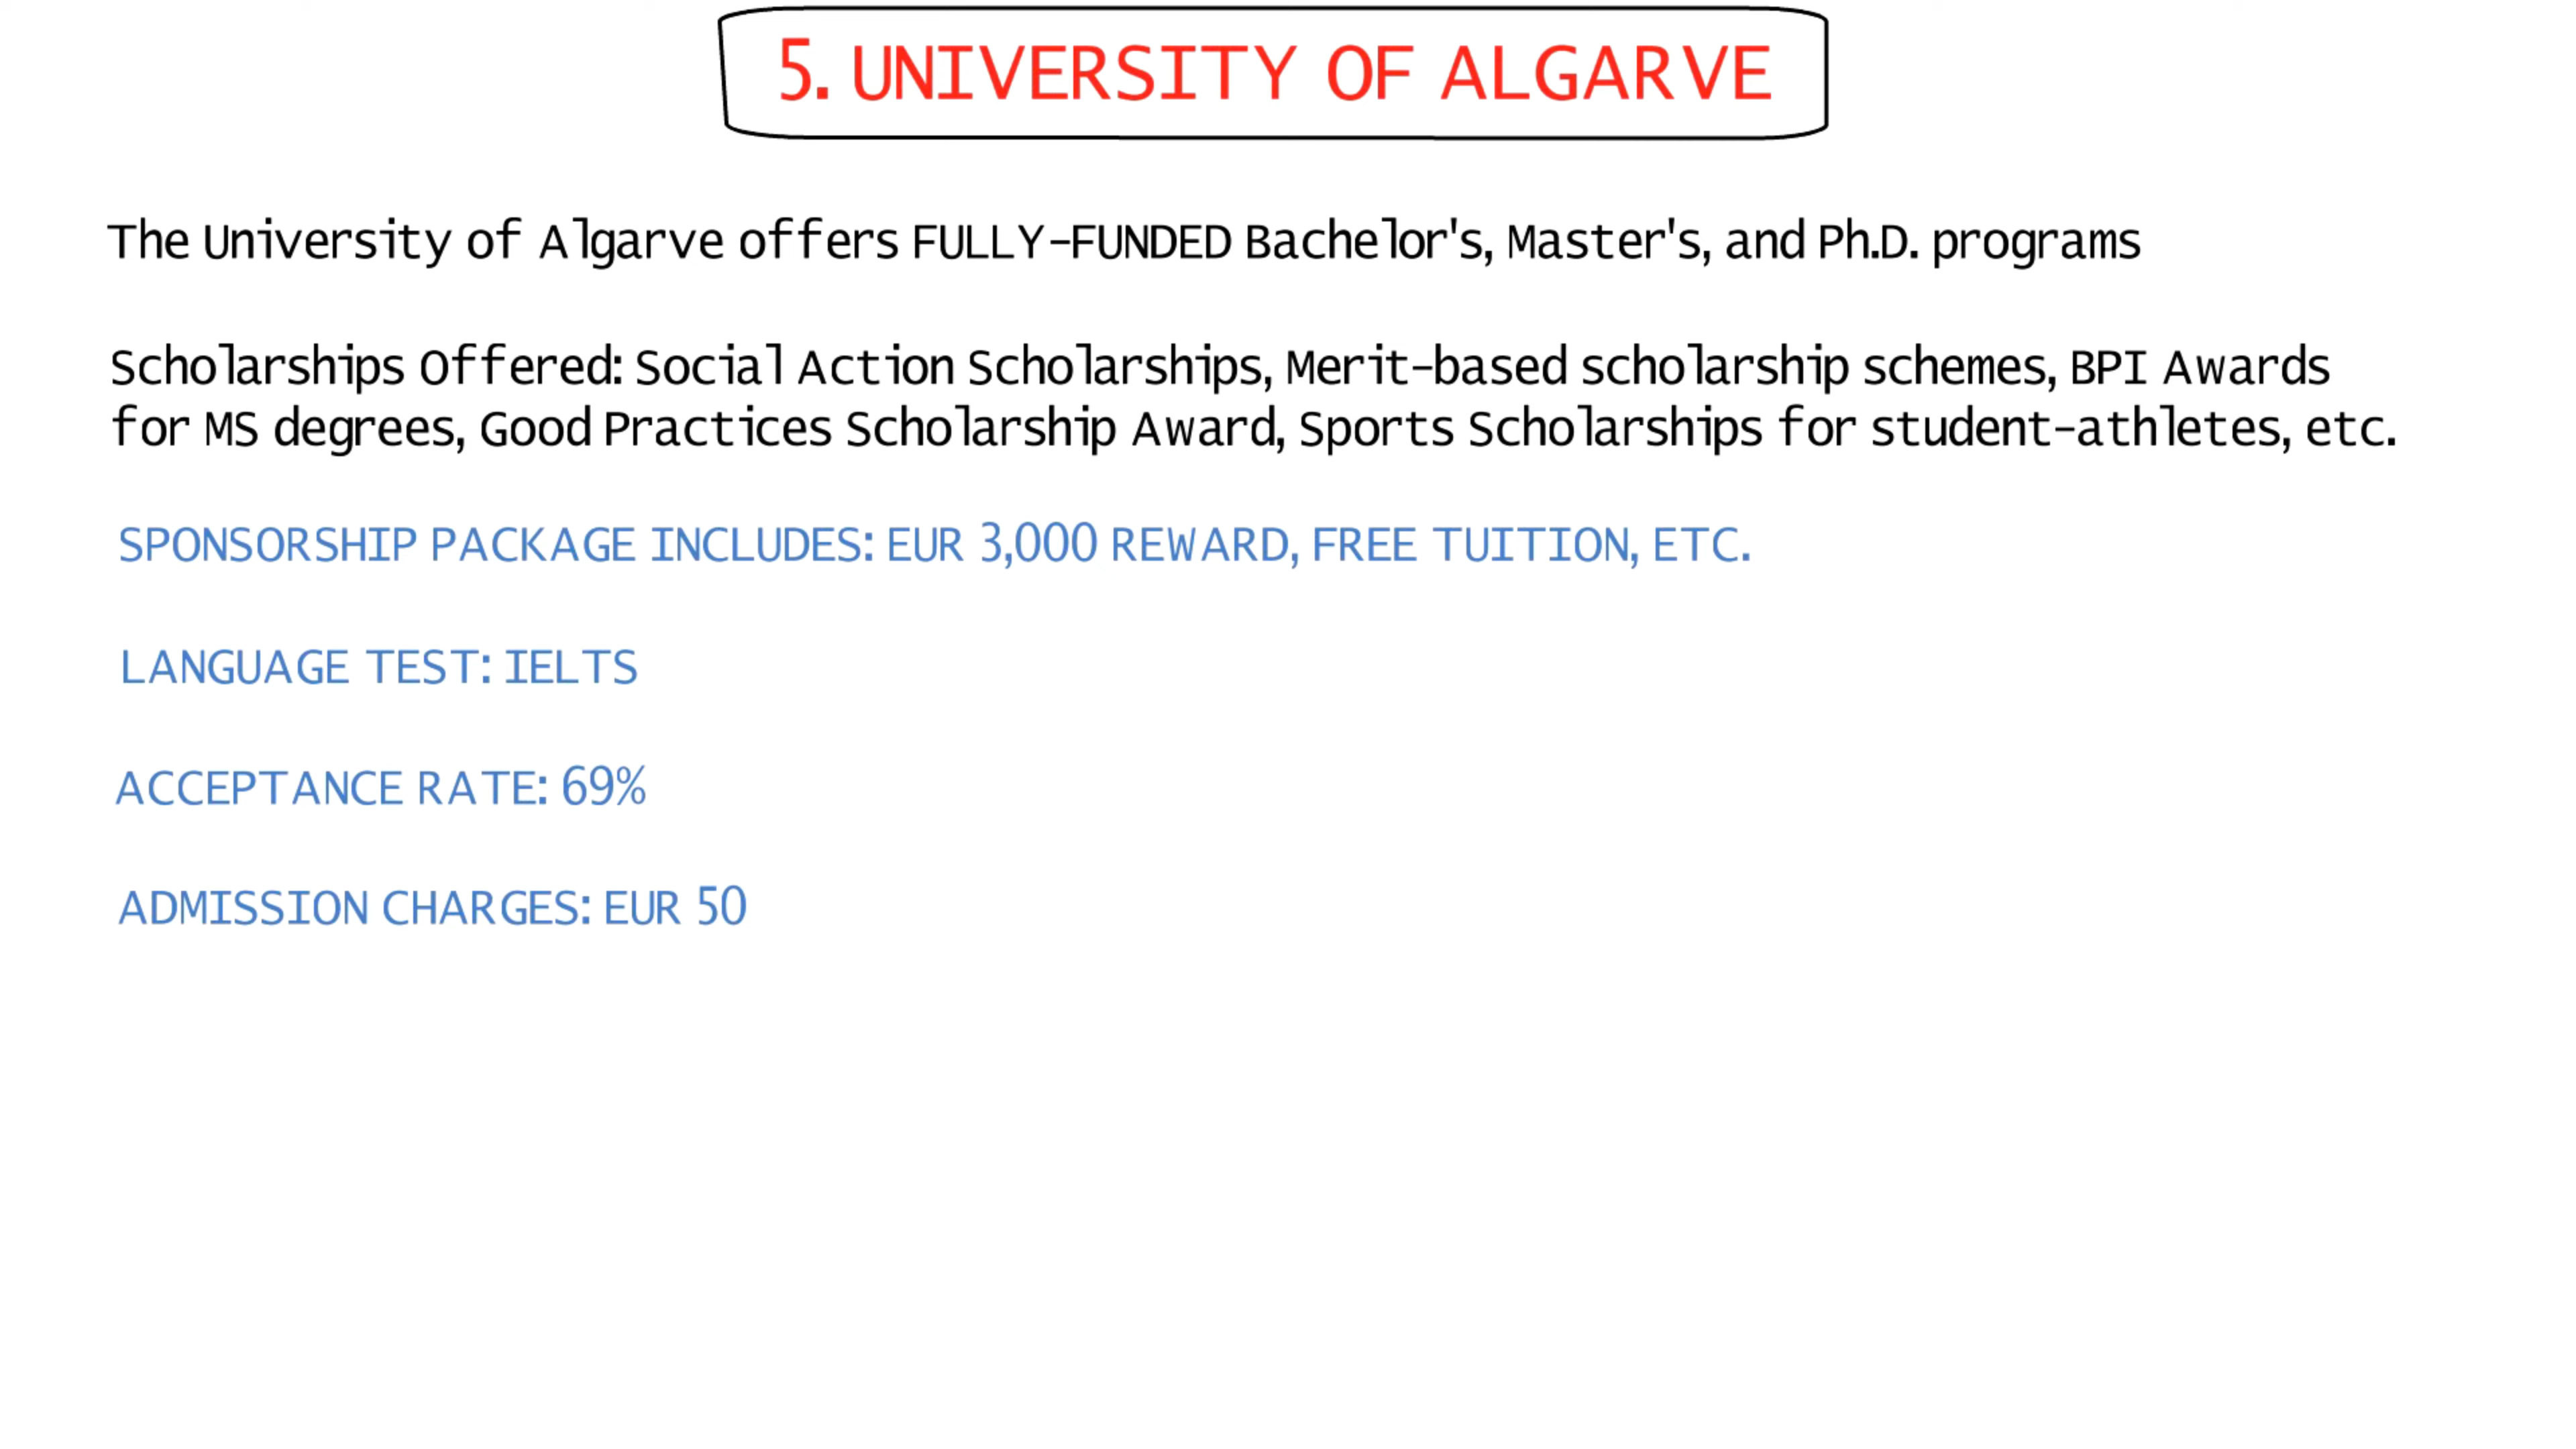 5. UNIVERSITY OF ALGARVE
The University of Algarve offers FULLY-FUNDED Bachelor's, Master's, and Ph.D. programs
Scholarships Offered: Social Action Scholarships, Merit-based scholarship schemes, BPI Awards
for MS degrees, Good Practices Scholarship Award, Sports Scholarships for student-athletes, etc.
SPONSORSHIP PACKAGE INCLUDES: EUR 3,000 REWARD, FREE TUITION, ETC.
LANGUAGE TEST: IELTS
ACCEPTANCE RATE: 69%
ADMISSION CHARGES: EUR 50